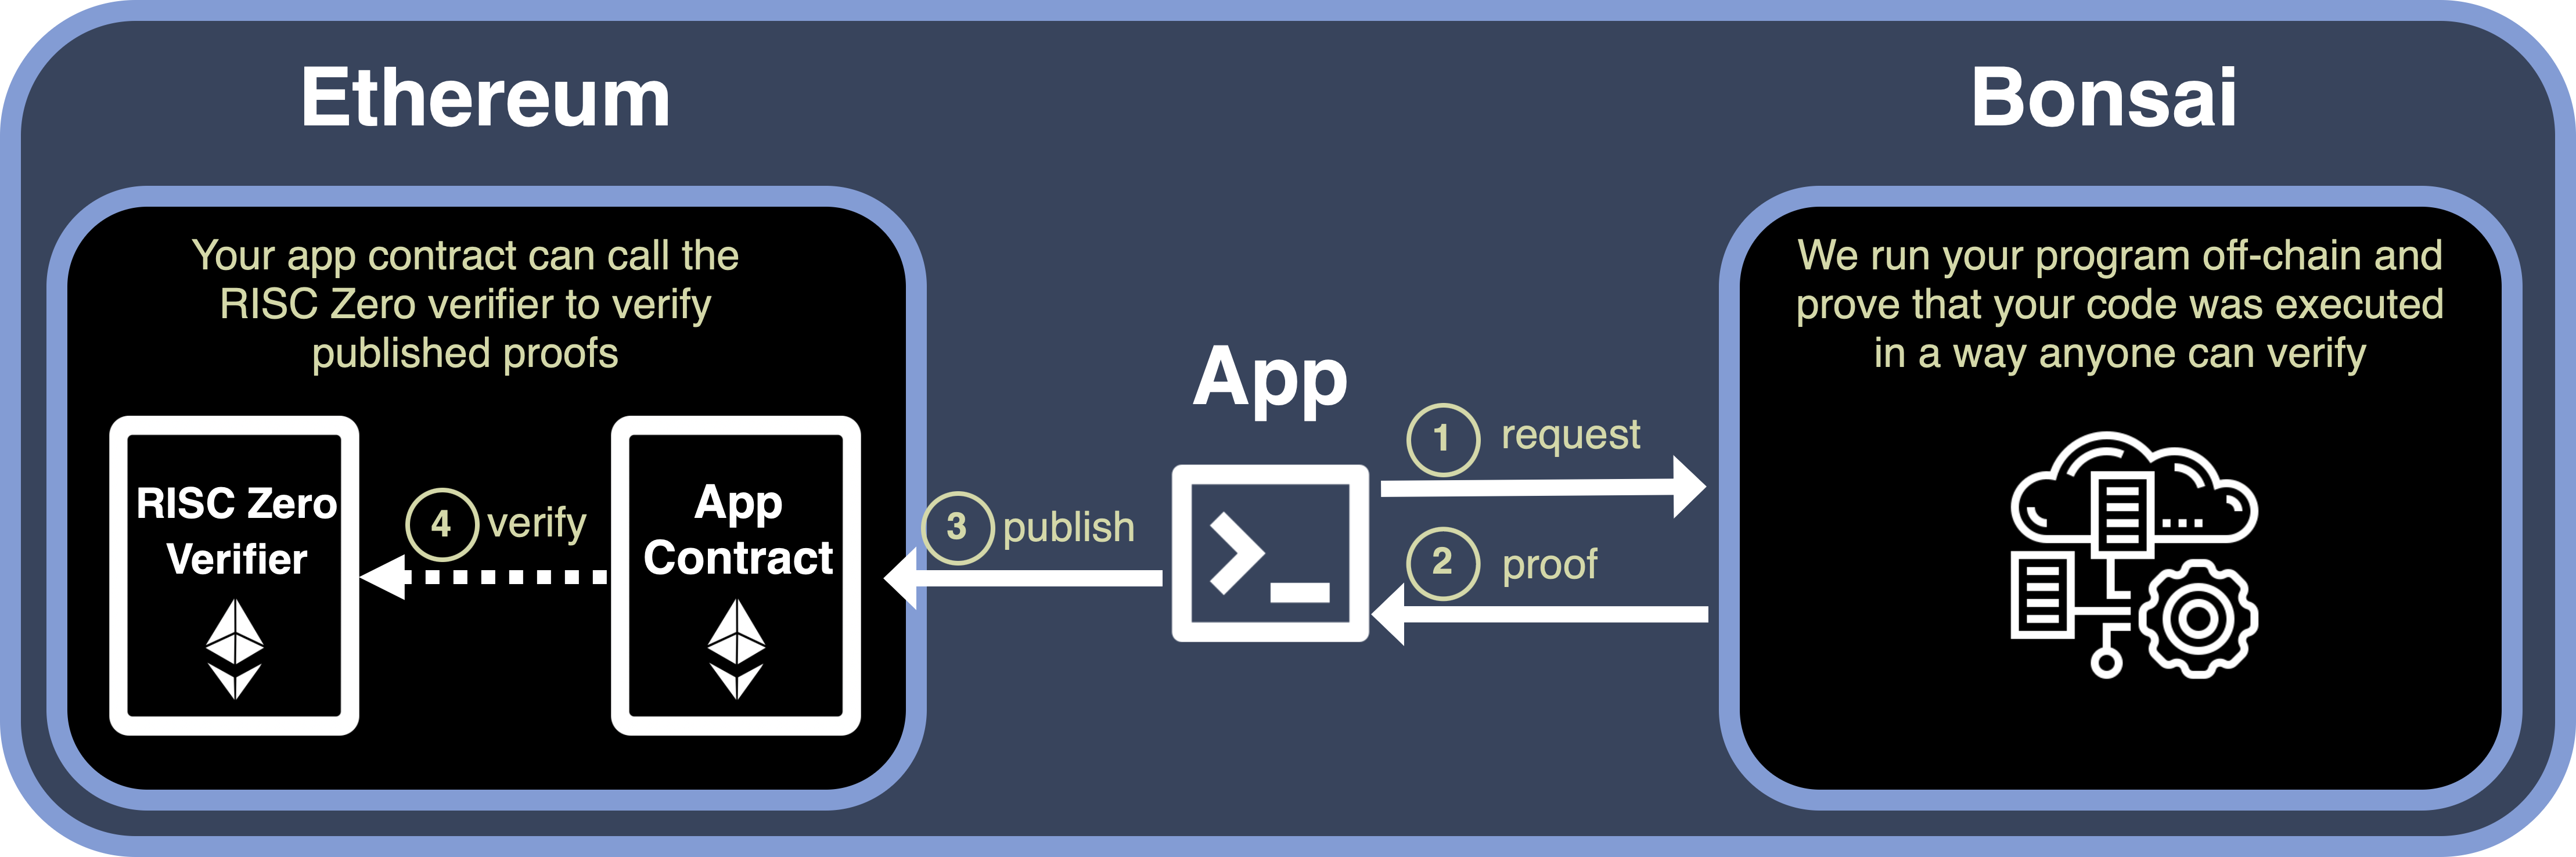 Ethereum
Your app contract can call the
RISC Zero verifier to verify
published proofs
RISC Zero
Verifier
4 verify
App
Contract
3 publish
App
1 request
2 proof
Bonsai
We run your program off-chain and
prove that your code was executed
in a way anyone can verify